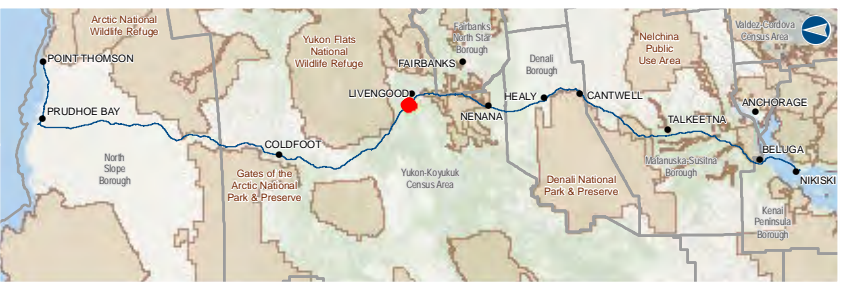 Arctic National
Wildlife Refuge
POINT THOMSON
PRUDHOE BAY
North
Slope
Borough
COLDFOOT
Gates of the
Arctic National
Park & Preserve
Yukon Flats
National
Wildlife Refuge
LIVENGOOD
FAIRBANKS
Fairbanks
North Star
Borough
NENANA
Yukon-Koyukuk
Census Area
Denali
Borough
HEALY
CANTWELL
Denali National
Park & Preserve
Nelchina
Public
Use Area
TALKEETNA
Matanuska-Susitna
Borough
Valdez-Cordova
Census Area
ANCHORAGE
BELUGA
NIKISKI
Kenai
Peninsula
Borough